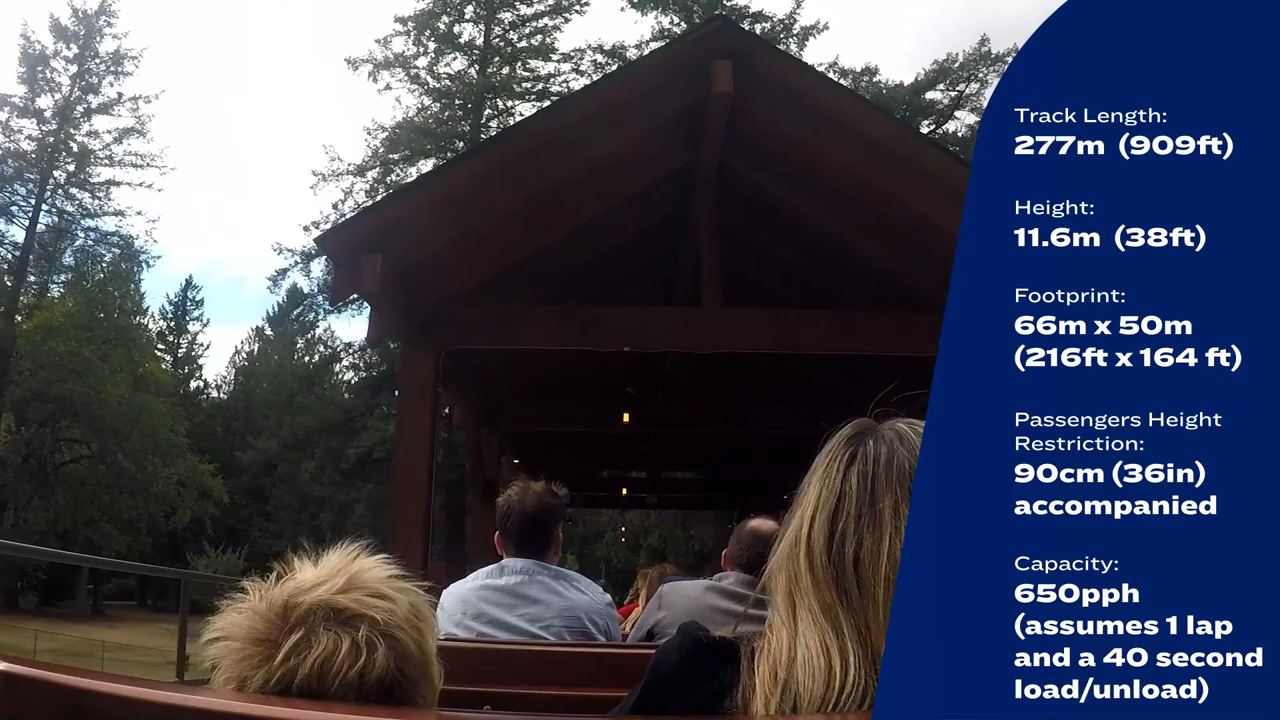 Track Length:
277m (909ft)
Height:
11.6m (38ft)
Footprint:
66m x 50m
(216ft x 164 ft)
Passengers Height
Restriction:
90cm (36in)
accompanied
Capacity:
650pph
(assumes 1 lap
and a 40 second
load/unload)